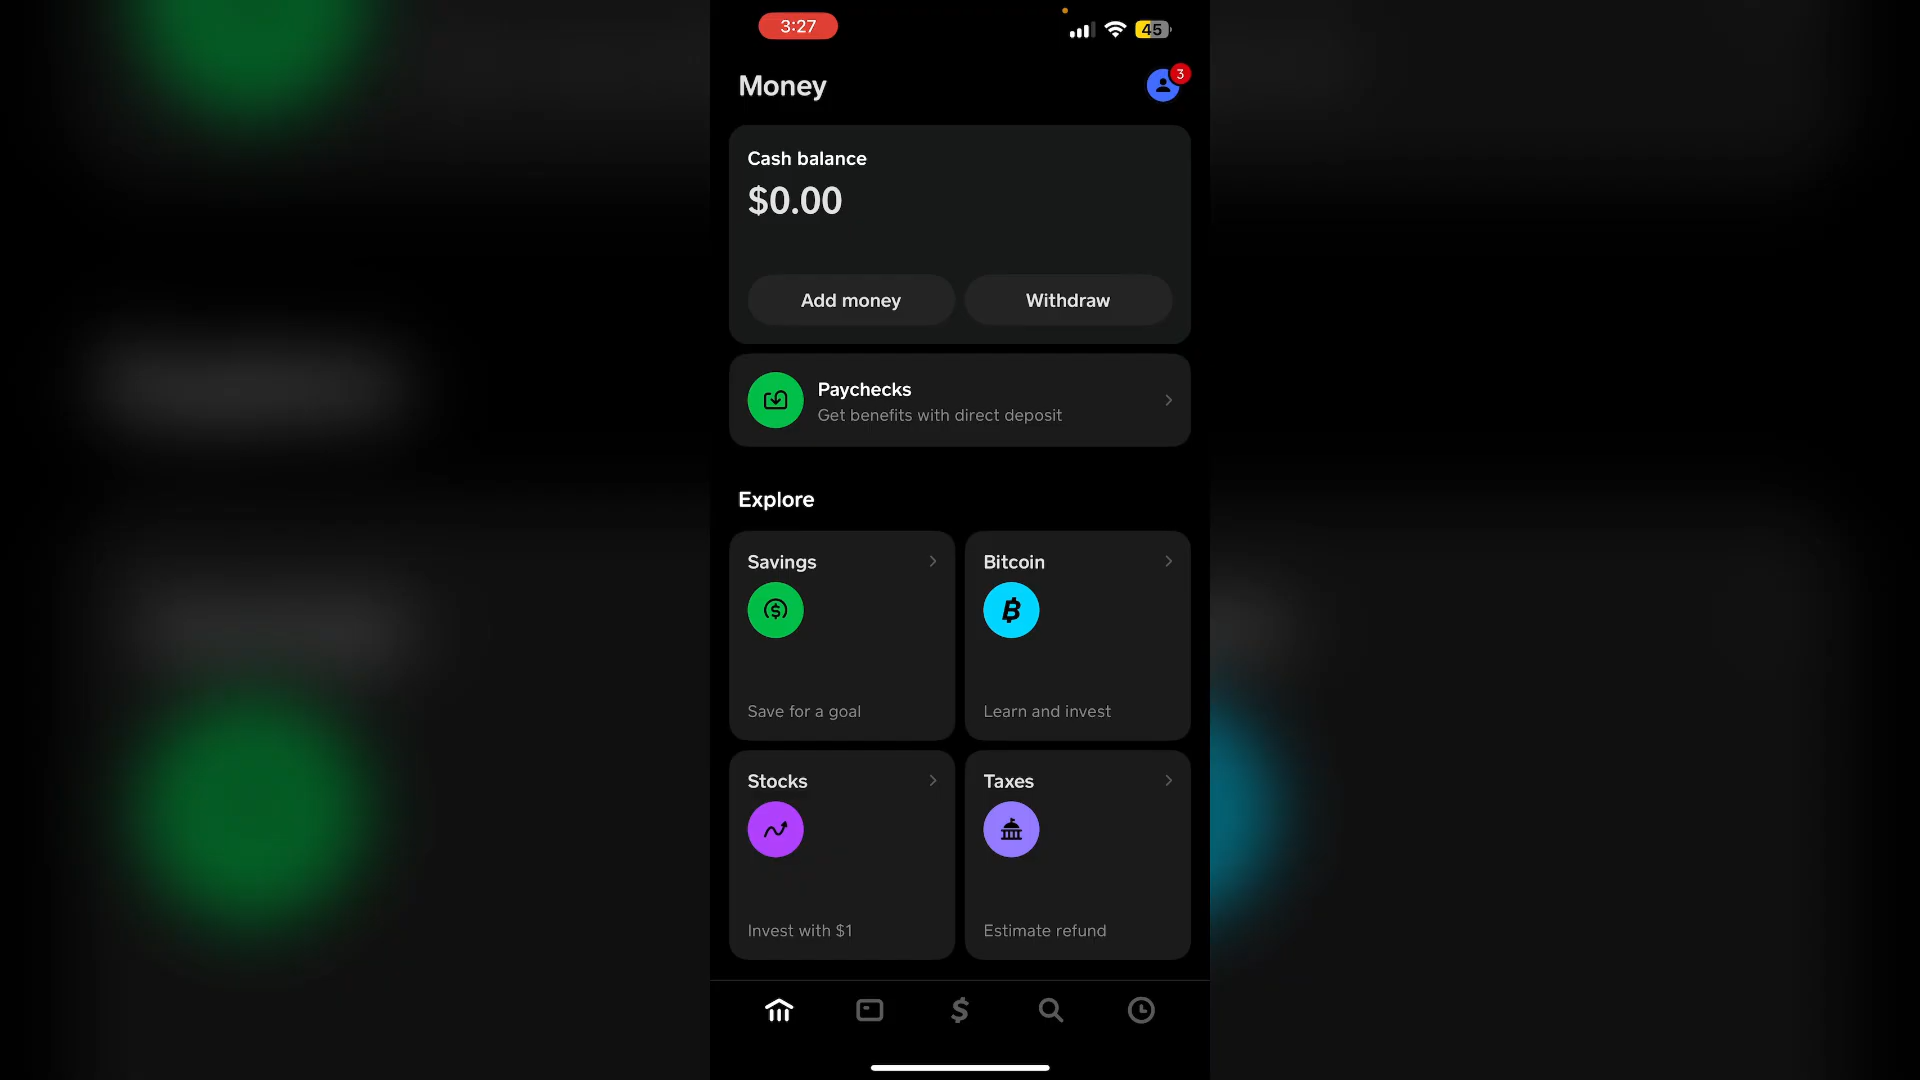 3:27
45
Money
3
Cash balance
$0.00
Add money
Withdraw
Paychecks
Get benefits with direct deposit
Explore
Savings
Bitcoin
Save for a goal
Learn and invest
Stocks
Taxes
Invest with $1
Estimate refund